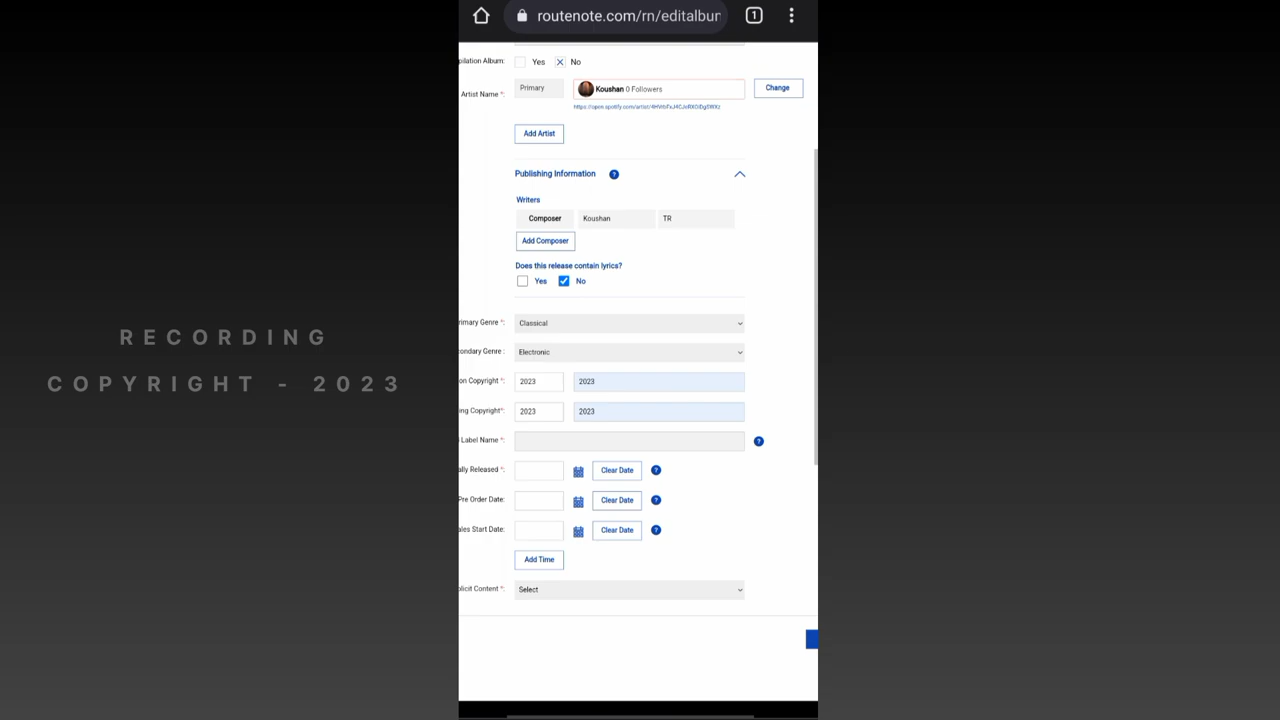 routenote.com/rn/editalbur
1
pilation Album:
Yes
No
Artist Name *:
Primary
Koushan 0 Followers
Change
Add Artist
Publishing Information ?
Writers
Composer
Koushan
TR
Add Composer
Does this release contain lyrics?
Yes
No
rimary Genre *:
Classical
condary Genre :
Electronic
on Copyright *:
2023
2023
ing Copyright*:
2023
2023
Label Name *:
?
ally Released *:
Clear Date
?
Pre Order Date:
Clear Date
?
ales Start Date:
Clear Date
?
Add Time
plicit Content *:
Select
RECORDING
COPYRIGHT - 2023